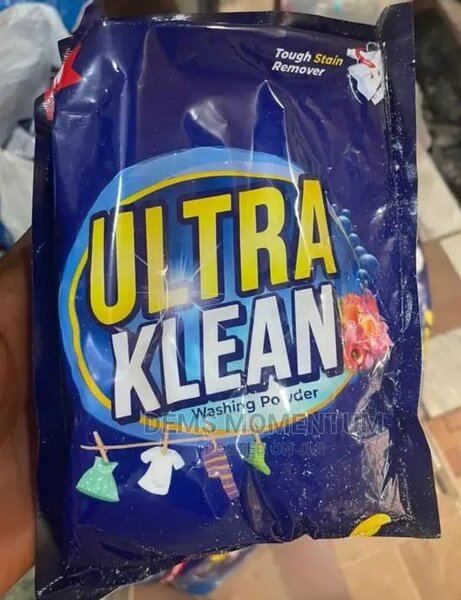 Tough Stain
Remover
ULTRA
KLEAN
Washing Powder
DEMS MOMENTUM
POSTED ON JIJI